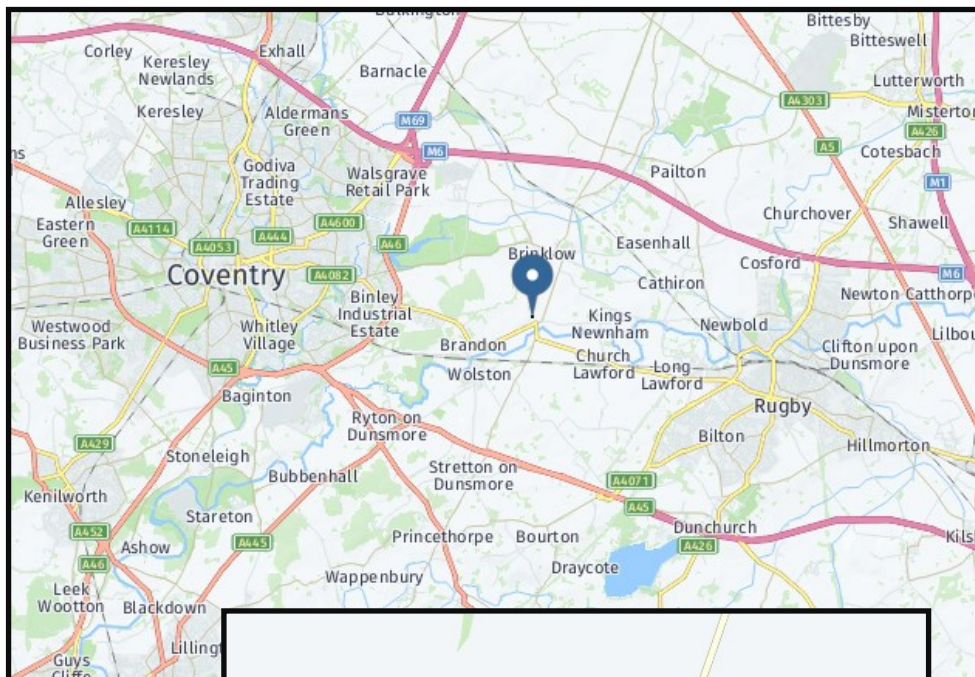 Bulkington
Bittesby
Bitteswell
Corley
Keresley
Newlands
Exhall
Barnacle
Lutterworth
Keresley
Aldermans
Green
A4303
Misterton
M69
A426
M6
A5
Cotesbach
Godiva
Trading
Estate
Walsgrave
Retail Park
Pailton
M1
Allesley
Eastern
Green
A4114
A4600
A444
A4053
A46
Churchover
Shawell
Brinklow
Easenhall
Coventry
A4082
Cosford
M6
Cathiron
Newton
Catthorpe
Binley
Industrial
Estate
Westwood
Business Park
Whitley
Village
Kings
Newnham
Newbold
Brandon
Clifton upon
Dunsmore
Church
Lawford
Long
Lawford
Wolston
A45
Baginton
Rugby
Ryton on
Dunsmore
A429
Bilton
Hillmorton
Stoneleigh
Stretton on
Dunsmore
Bubbenhall
A4071
Kenilworth
A45
Stareton
A452
Dunchurch
Princethorpe
Bourton
A445
A426
Ashow
A46
Draycote
Wappenbury
Leek
Wootton
Blackdown
Guys
Cliffe